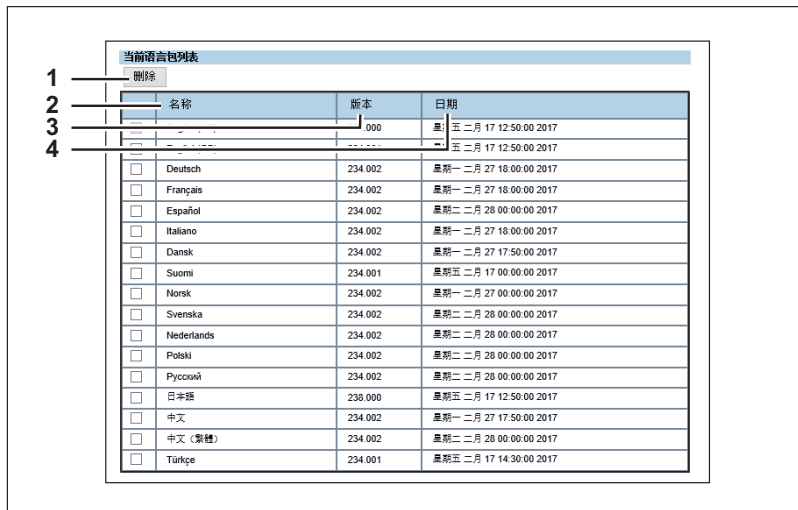 当前语言包列表
1 删除
2 名称 版本 日期
3 .000 星期五 二月 17 12:50:00 2017
4 五 二月 17 12:50:00 2017
Deutsch 234.002 星期一 二月 27 18:00:00 2017
Français 234.002 星期一 二月 27 18:00:00 2017
Español 234.002 星期二 二月 28 00:00:00 2017
Italiano 234.002 星期一 二月 27 18:00:00 2017
Dansk 234.002 星期一 二月 27 17:50:00 2017
Suomi 234.001 星期五 二月 17 00:00:00 2017
Norsk 234.002 星期一 二月 27 00:00:00 2017
Svenska 234.002 星期二 二月 28 00:00:00 2017
Nederlands 234.002 星期二 二月 28 00:00:00 2017
Polski 234.002 星期二 二月 28 00:00:00 2017
Русский 234.002 星期二 二月 28 00:00:00 2017
日本語 238.000 星期五 二月 17 12:50:00 2017
中文 234.002 星期一 二月 27 17:50:00 2017
中文（繁體） 234.002 星期二 二月 28 00:00:00 2017
Türkçe 234.001 星期五 二月 17 14:30:00 2017